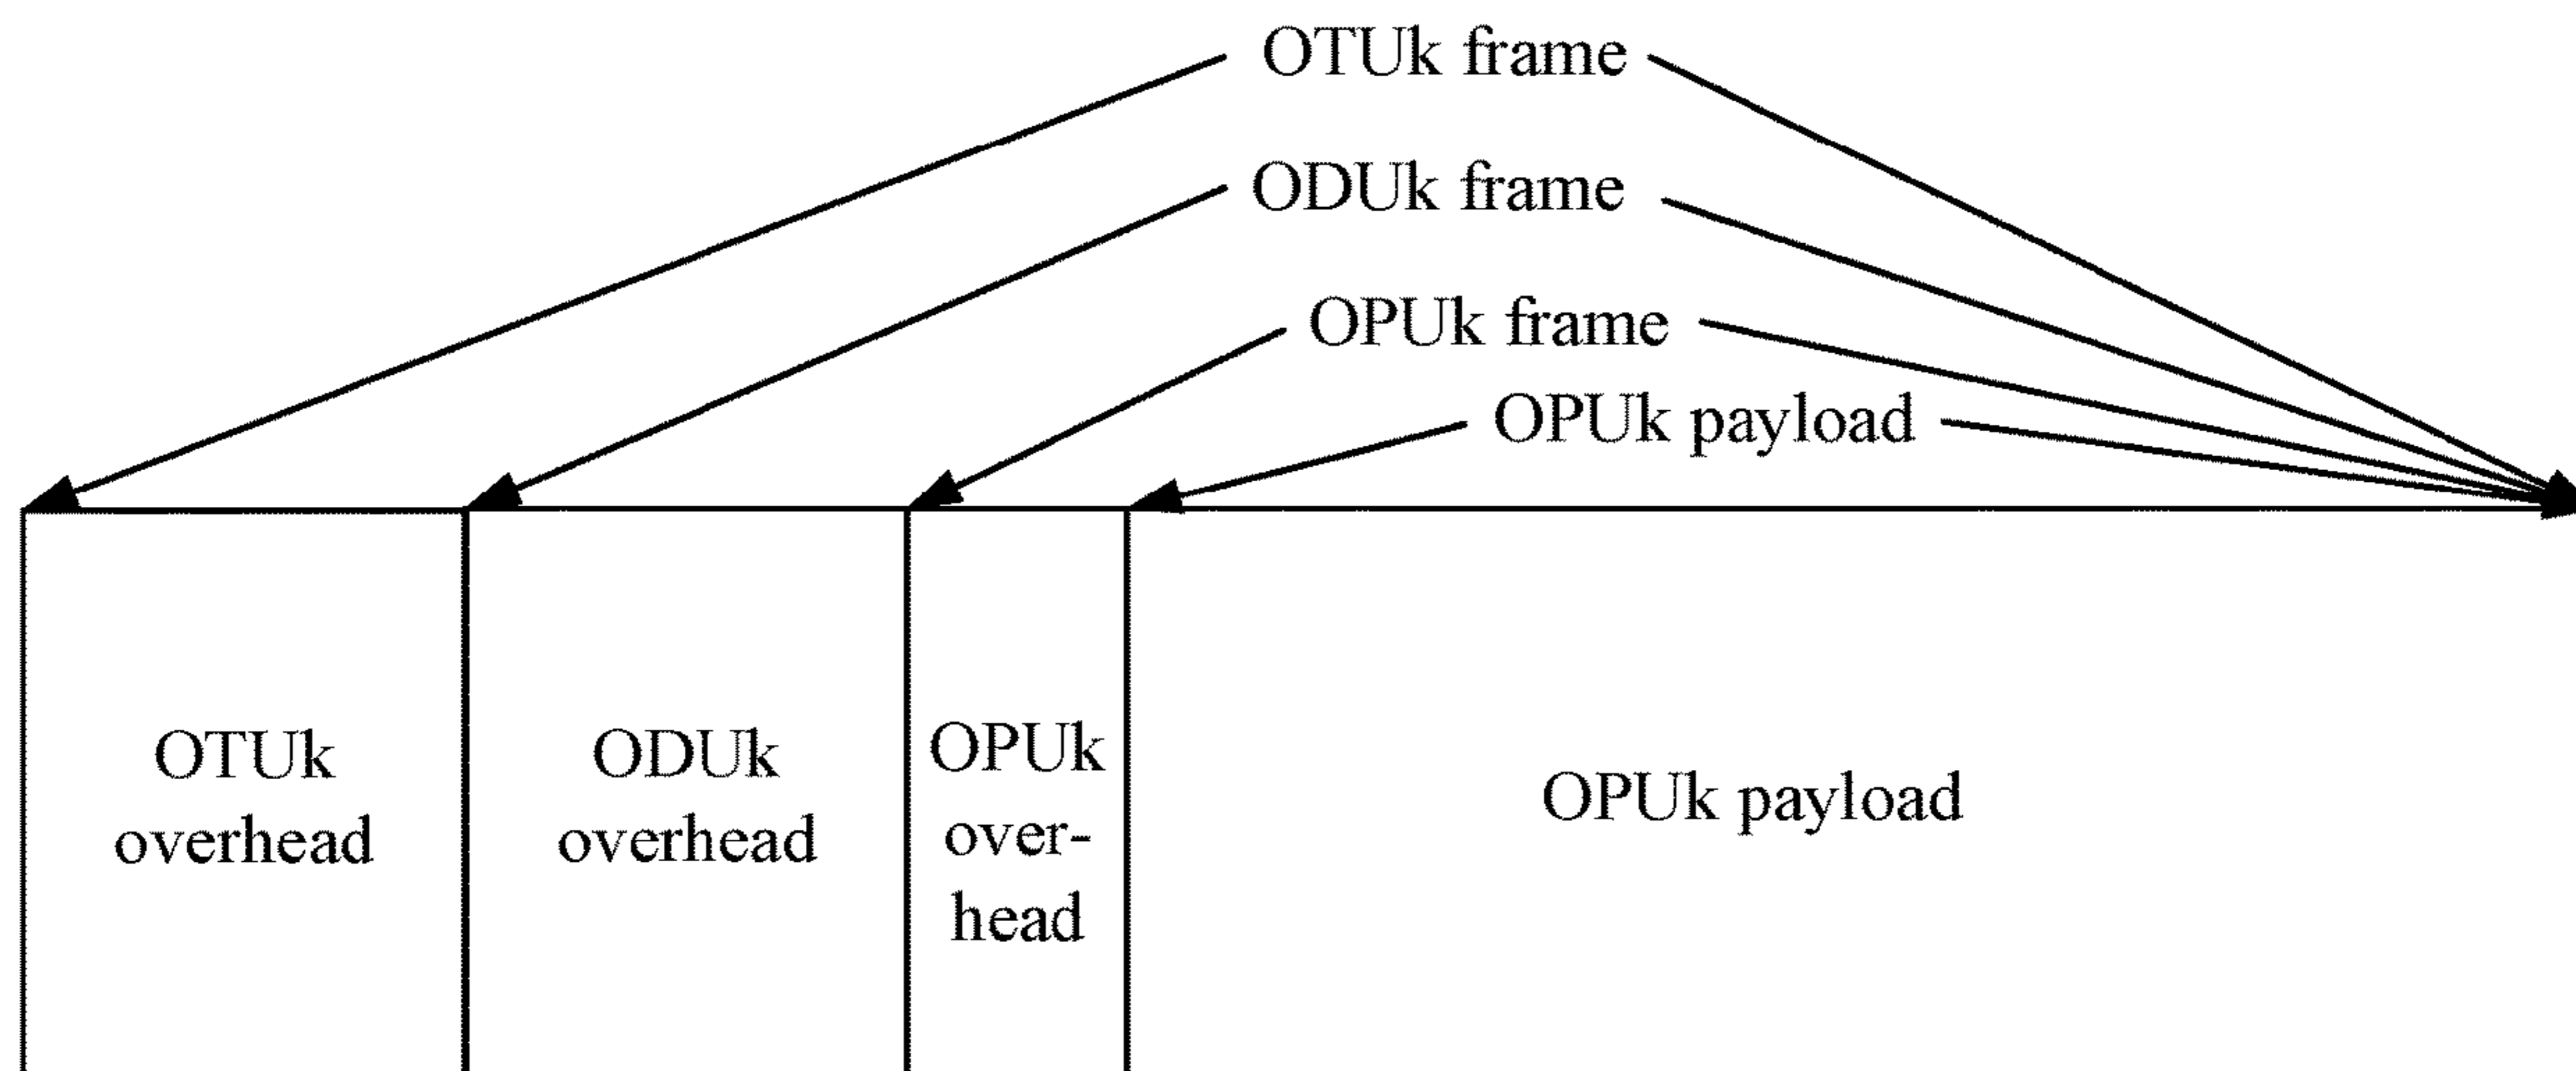 OTUk frame
ODUk frame
OPUk frame
OPUk payload
OTUk
overhead
ODUk
overhead
OPUk
over-
head
OPUk payload